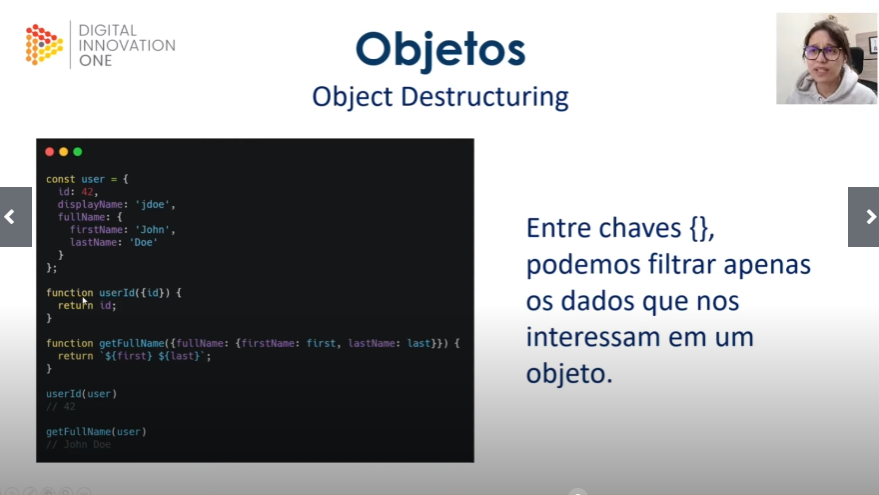 DIGITAL
INNOVATION
ONE
Objetos
Object Destructuring
const user = {
  id: 42,
  displayName: 'jdoe',
  fullName: {
    firstName: 'John',
    lastName: 'Doe'
  }
};
function userId({id}) {
  return id;
}
function getFullName({fullName: {firstName: first, lastName: last}}) {
  return `${first} ${last}`;
}
userId(user)
// 42
getFullName(user)
// John Doe
Entre chaves {},
podemos filtrar apenas
os dados que nos
interessam em um
objeto.